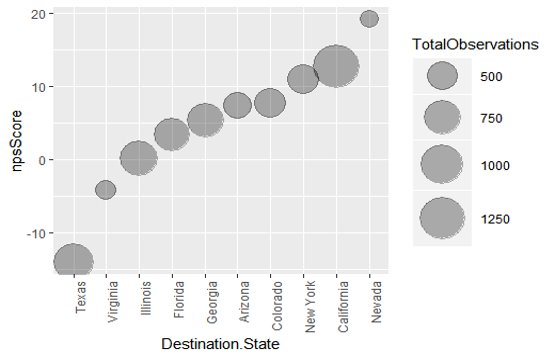 20
10
0
-10
npsScore
Texas
Virginia
Illinois
Florida
Georgia
Arizona
Colorado
New York
California
Nevada
Destination.State
TotalObservations
500
750
1000
1250